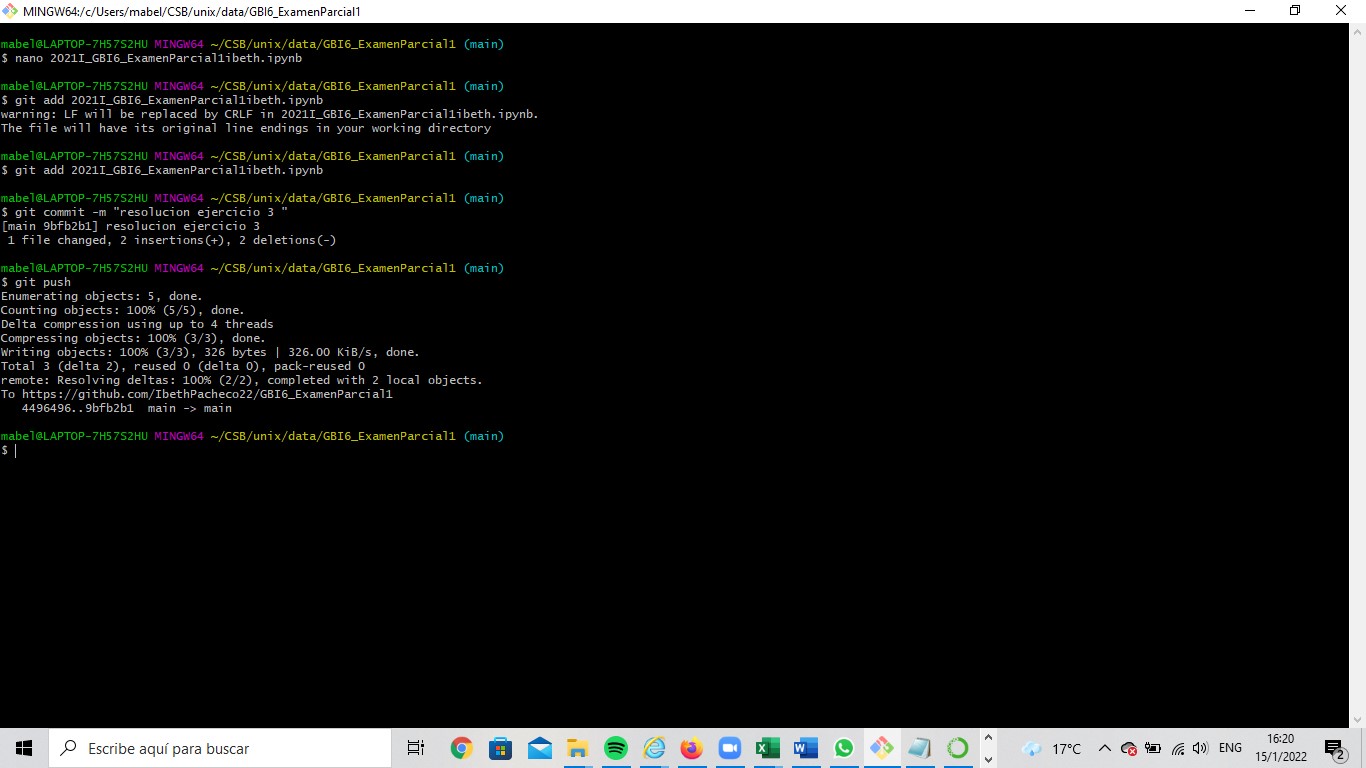 MINGW64:/c/Users/mabel/CSB/unix/data/GBI6_ExamenParcial1
mabel@LAPTOP-7H57S2HU MINGW64 ~/CSB/unix/data/GBI6_ExamenParcial1 (main)
$ nano 2021I_GBI6_ExamenParcial1ibeth.ipynb
mabel@LAPTOP-7H57S2HU MINGW64 ~/CSB/unix/data/GBI6_ExamenParcial1 (main)
$ git add 2021I_GBI6_ExamenParcial1ibeth.ipynb
warning: LF will be replaced by CRLF in 2021I_GBI6_ExamenParcial1ibeth.ipynb.
The file will have its original line endings in your working directory
mabel@LAPTOP-7H57S2HU MINGW64 ~/CSB/unix/data/GBI6_ExamenParcial1 (main)
$ git add 2021I_GBI6_ExamenParcial1ibeth.ipynb
mabel@LAPTOP-7H57S2HU MINGW64 ~/CSB/unix/data/GBI6_ExamenParcial1 (main)
$ git commit -m "resolucion ejercicio 3 "
[main 9bfb2b1] resolucion ejercicio 3
1 file changed, 2 insertions(+), 2 deletions(-)
mabel@LAPTOP-7H57S2HU MINGW64 ~/CSB/unix/data/GBI6_ExamenParcial1 (main)
$ git push
Enumerating objects: 5, done.
Counting objects: 100% (5/5), done.
Delta compression using up to 4 threads
Compressing objects: 100% (3/3), done.
Writing objects: 100% (3/3), 326 bytes | 326.00 KiB/s, done.
Total 3 (delta 2), reused 0 (delta 0), pack-reused 0
remote: Resolving deltas: 100% (2/2), completed with 2 local objects.
To https://github.com/IbethPacheco22/GBI6_ExamenParcial1
4496496..9bfb2b1  main -> main
mabel@LAPTOP-7H57S2HU MINGW64 ~/CSB/unix/data/GBI6_ExamenParcial1 (main)
$
Escribe aquí para buscar
17°C
ENG
16:20
15/1/2022
2